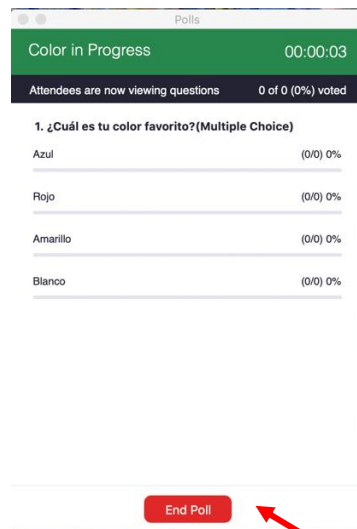 Polls
Color in Progress 00:00:03
Attendees are now viewing questions 0 of 0 (0%) voted
1. ¿Cuál es tu color favorito?(Multiple Choice)
Azul (0/0) 0%
Rojo (0/0) 0%
Amarillo (0/0) 0%
Blanco (0/0) 0%
End Poll